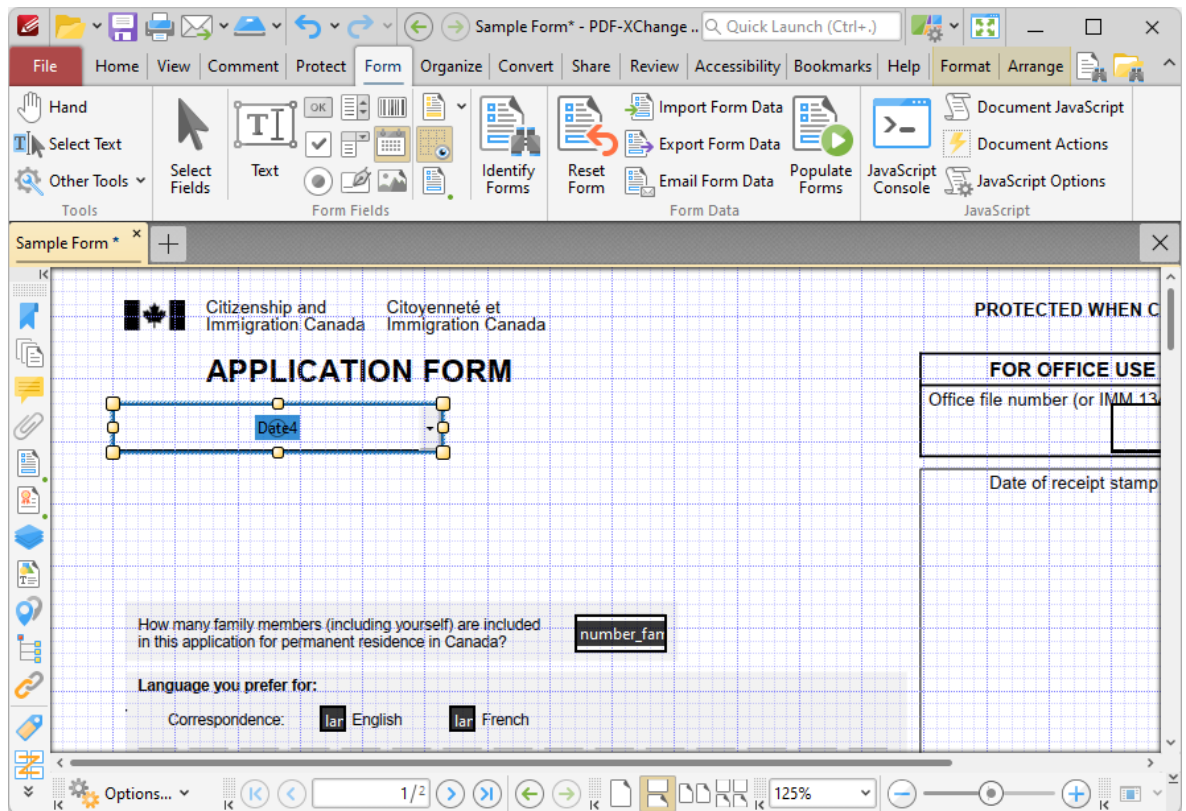 Sample Form* - PDF-XChange ..
Quick Launch (Ctrl+.)
File Home View Comment Protect Form Organize Convert Share Review Accessibility Bookmarks Help Format Arrange
Hand
Select Text
Other Tools
Tools
Select Fields
Text
OK
Form Fields
Identify Forms
Reset Form
Import Form Data
Export Form Data
Email Form Data
Populate Forms
Form Data
JavaScript Console
Document JavaScript
Document Actions
JavaScript Options
JavaScript
Sample Form *
Citizenship and Citoyenneté et
Immigration Canada Immigration Canada
PROTECTED WHEN C
APPLICATION FORM
FOR OFFICE USE
Office file number (or IMM 13
Date4
Date of receipt stamp
How many family members (including yourself) are included
in this application for permanent residence in Canada?
number_fan
Language you prefer for:
Correspondence: lar English lar French
Options... 1/2 125%